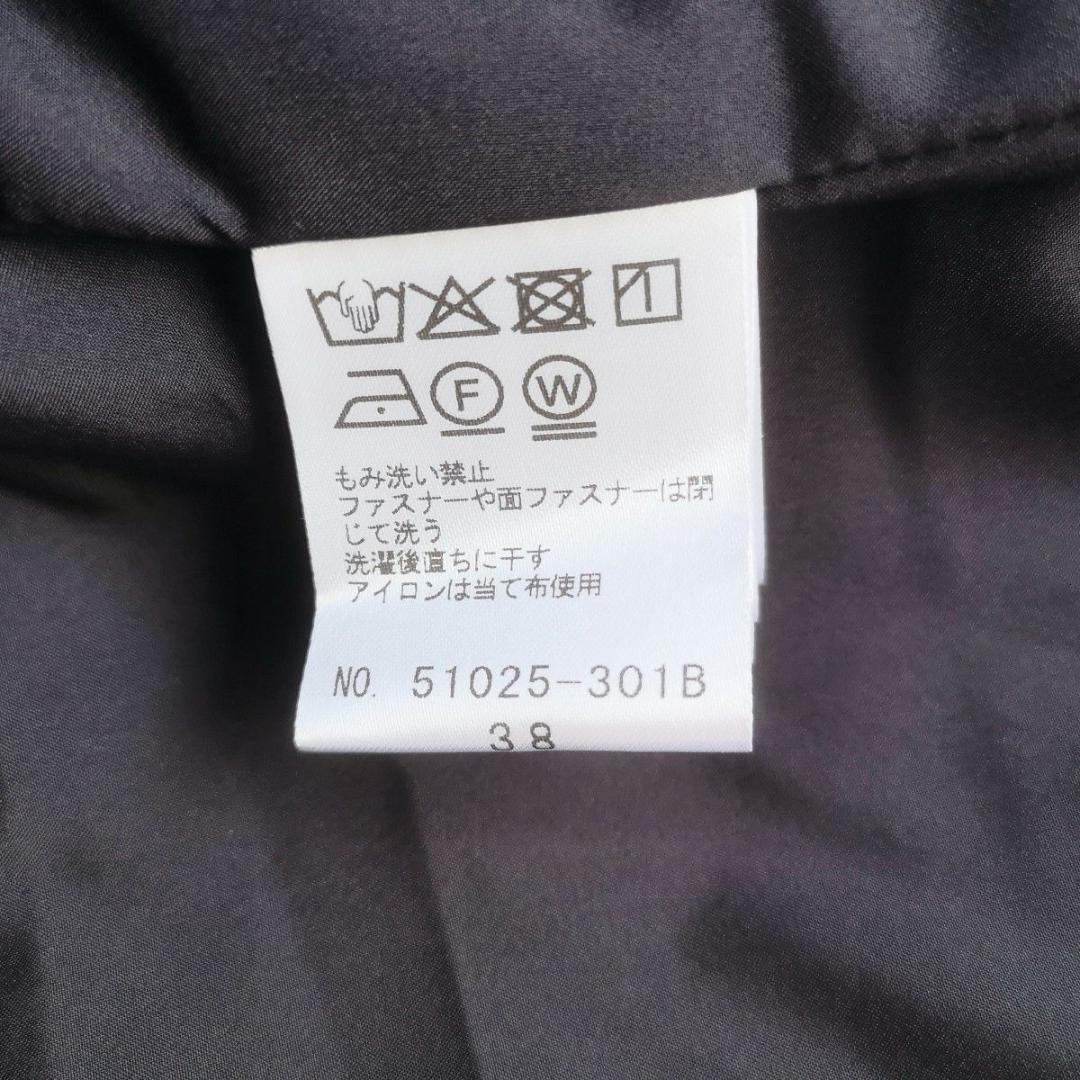 F W
もみ洗い禁止
ファスナーや面ファスナーは閉
じて洗う
洗濯後直ちに干す
アイロンは当て布使用
NO. 51025-301B
38